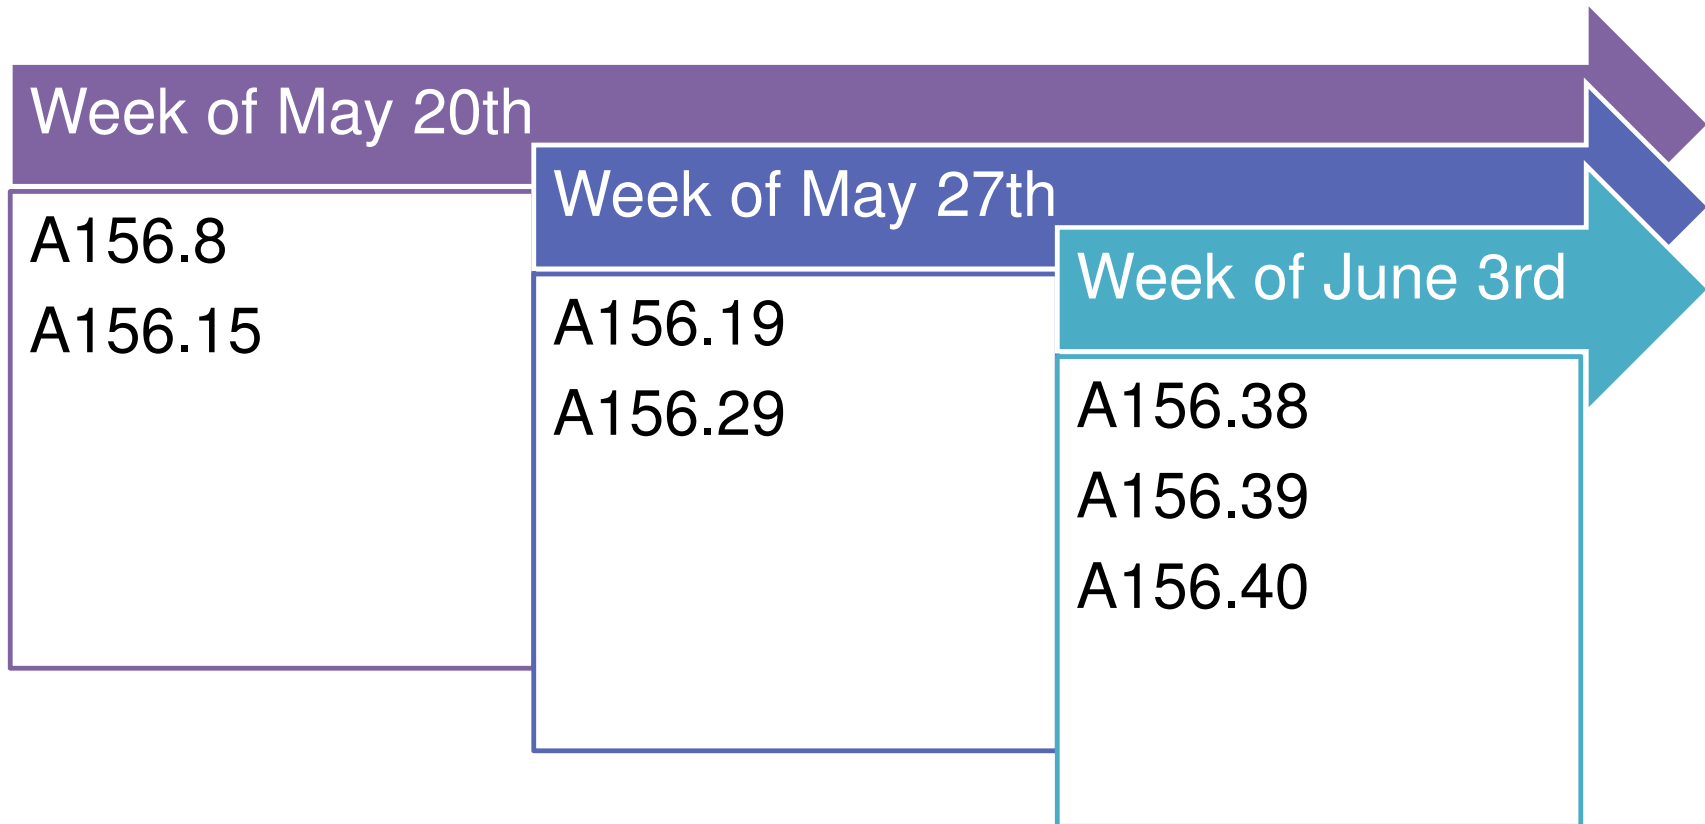 Week of May 20th
A156.8
A156.15
Week of May 27th
A156.19
A156.29
Week of June 3rd
A156.38
A156.39
A156.40